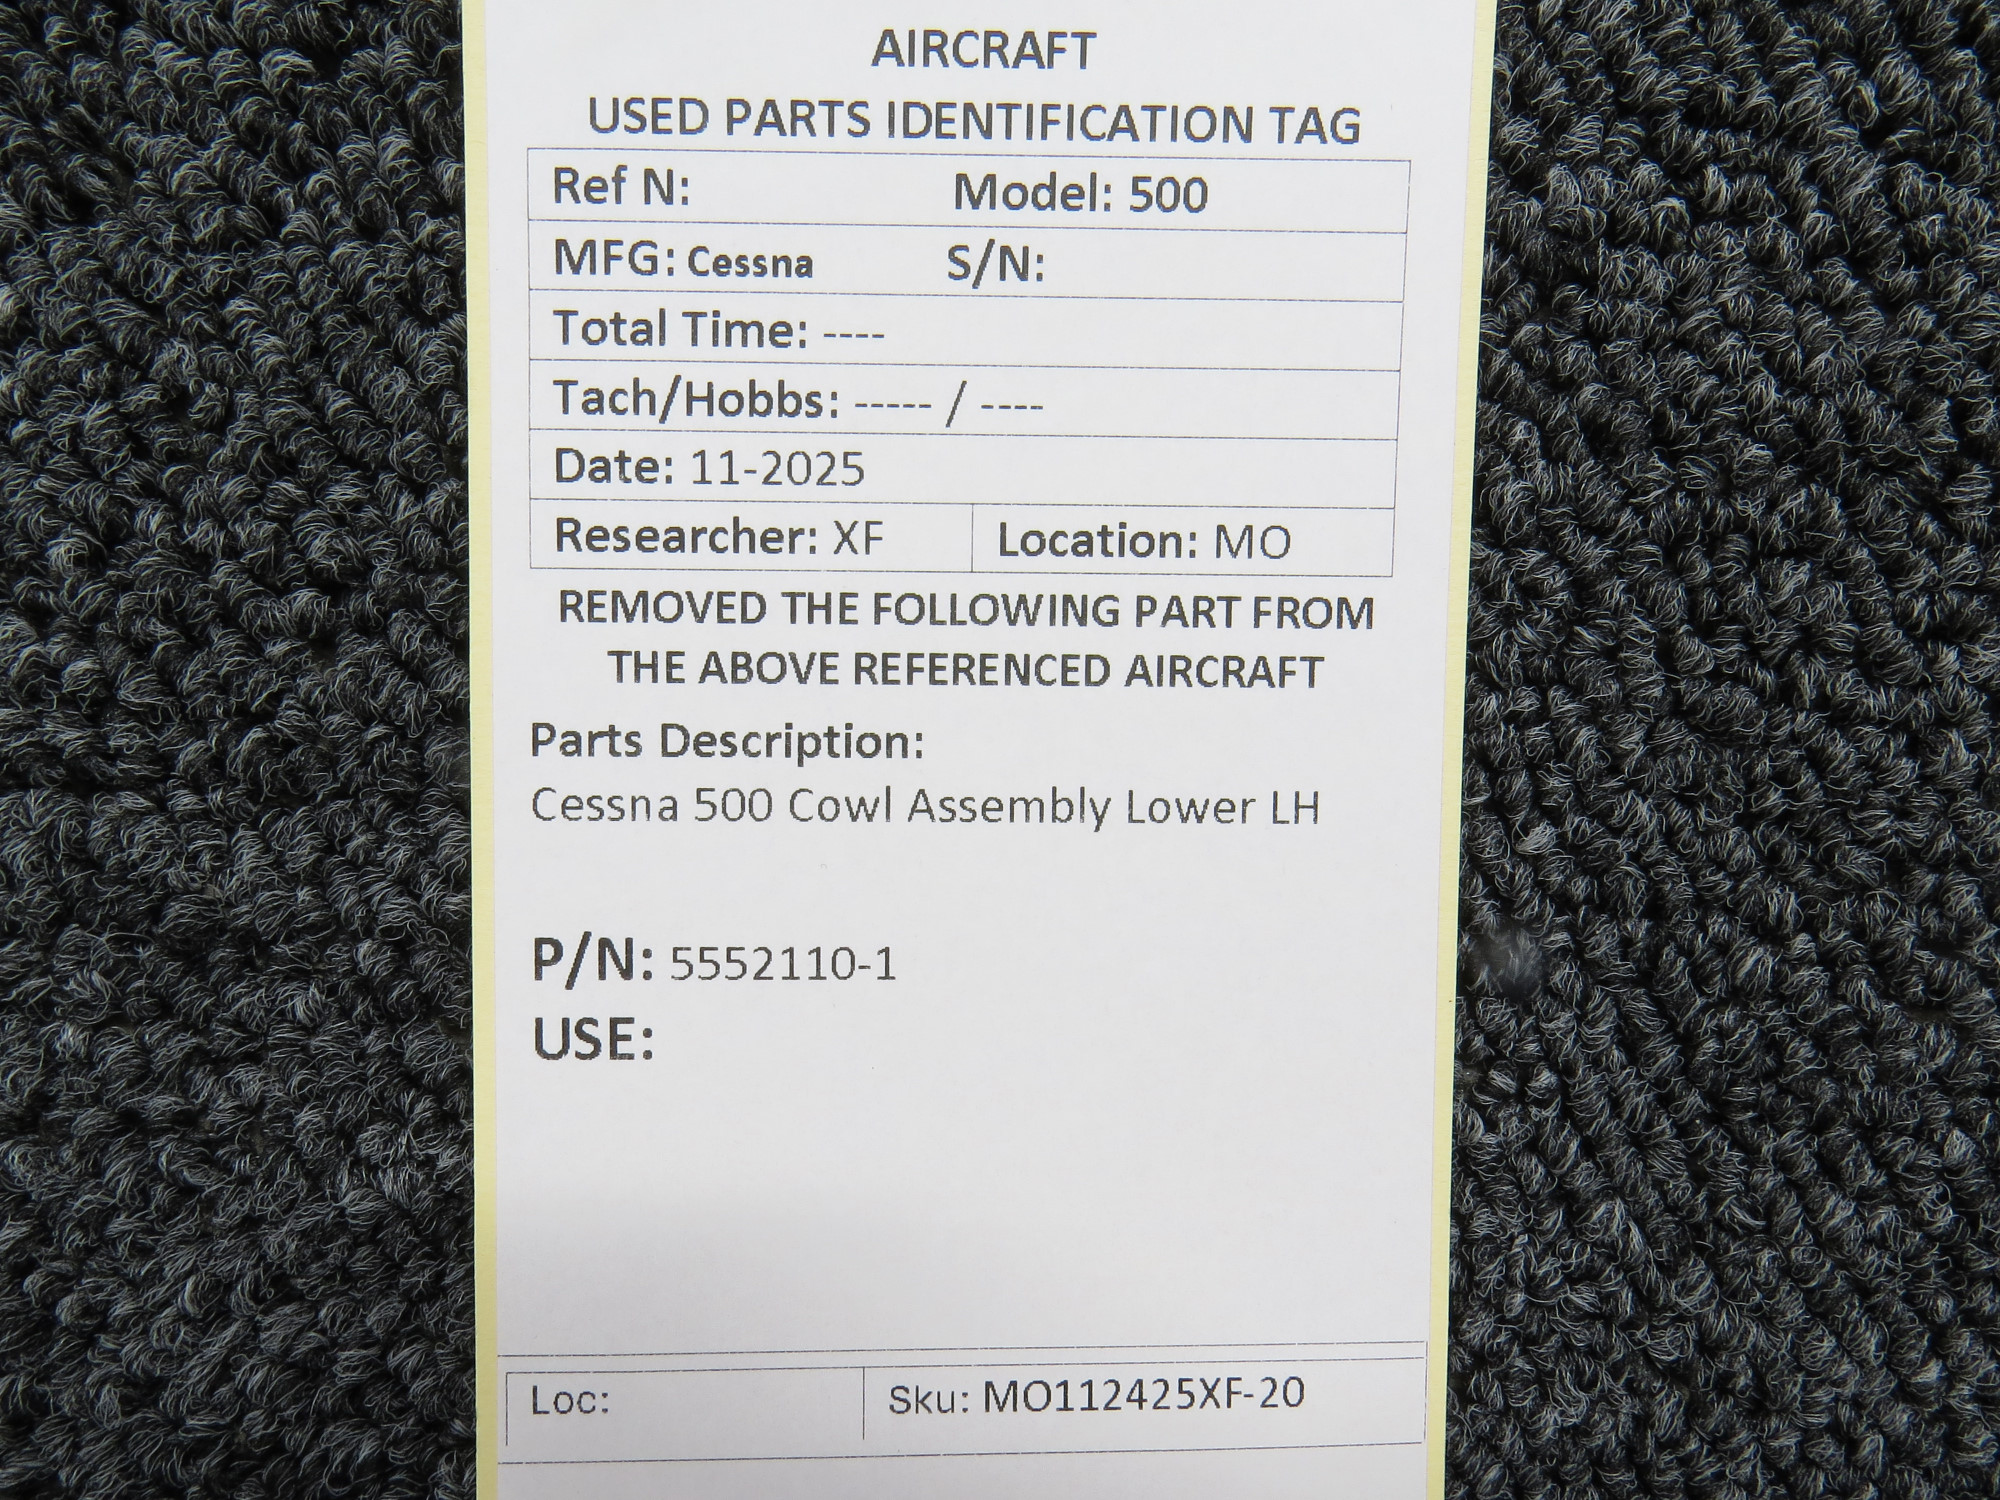 AIRCRAFT
USED PARTS IDENTIFICATION TAG
Ref N: Model: 500
MFG: Cessna S/N:
Total Time: ----
Tach/Hobbs: ----- / ----
Date: 11-2025
Researcher: XF Location: MO
REMOVED THE FOLLOWING PART FROM
THE ABOVE REFERENCED AIRCRAFT
Parts Description:
Cessna 500 Cowl Assembly Lower LH
P/N: 5552110-1
USE:
Loc: Sku: MO112425XF-20